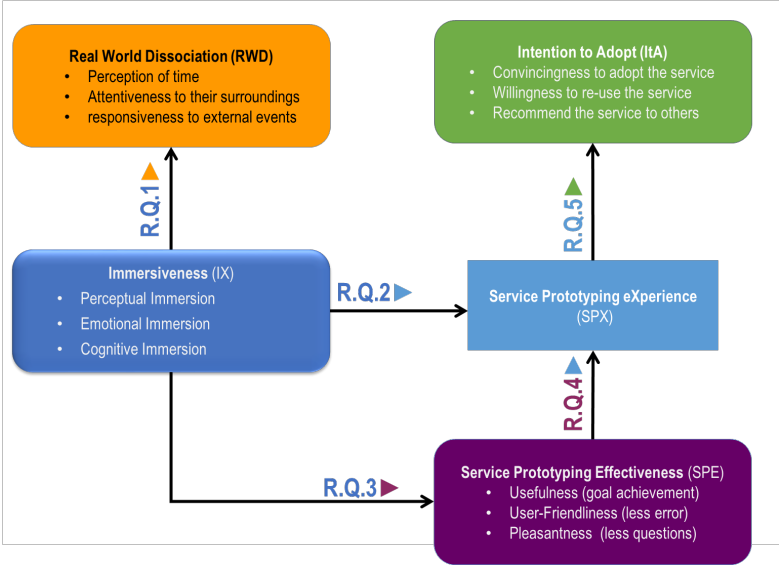 Real World Dissociation (RWD)
• Perception of time
• Attentiveness to their surroundings
• responsiveness to external events
Intention to Adopt (ItA)
• Convincingness to adopt the service
• Willingness to re-use the service
• Recommend the service to others
R.Q.1
R.Q.5
Immersiveness (IX)
• Perceptual Immersion
• Emotional Immersion
• Cognitive Immersion
R.Q.2
Service Prototyping eXperience
(SPX)
R.Q.4
R.Q.3
Service Prototyping Effectiveness (SPE)
• Usefulness (goal achievement)
• User-Friendliness (less error)
• Pleasantness (less questions)